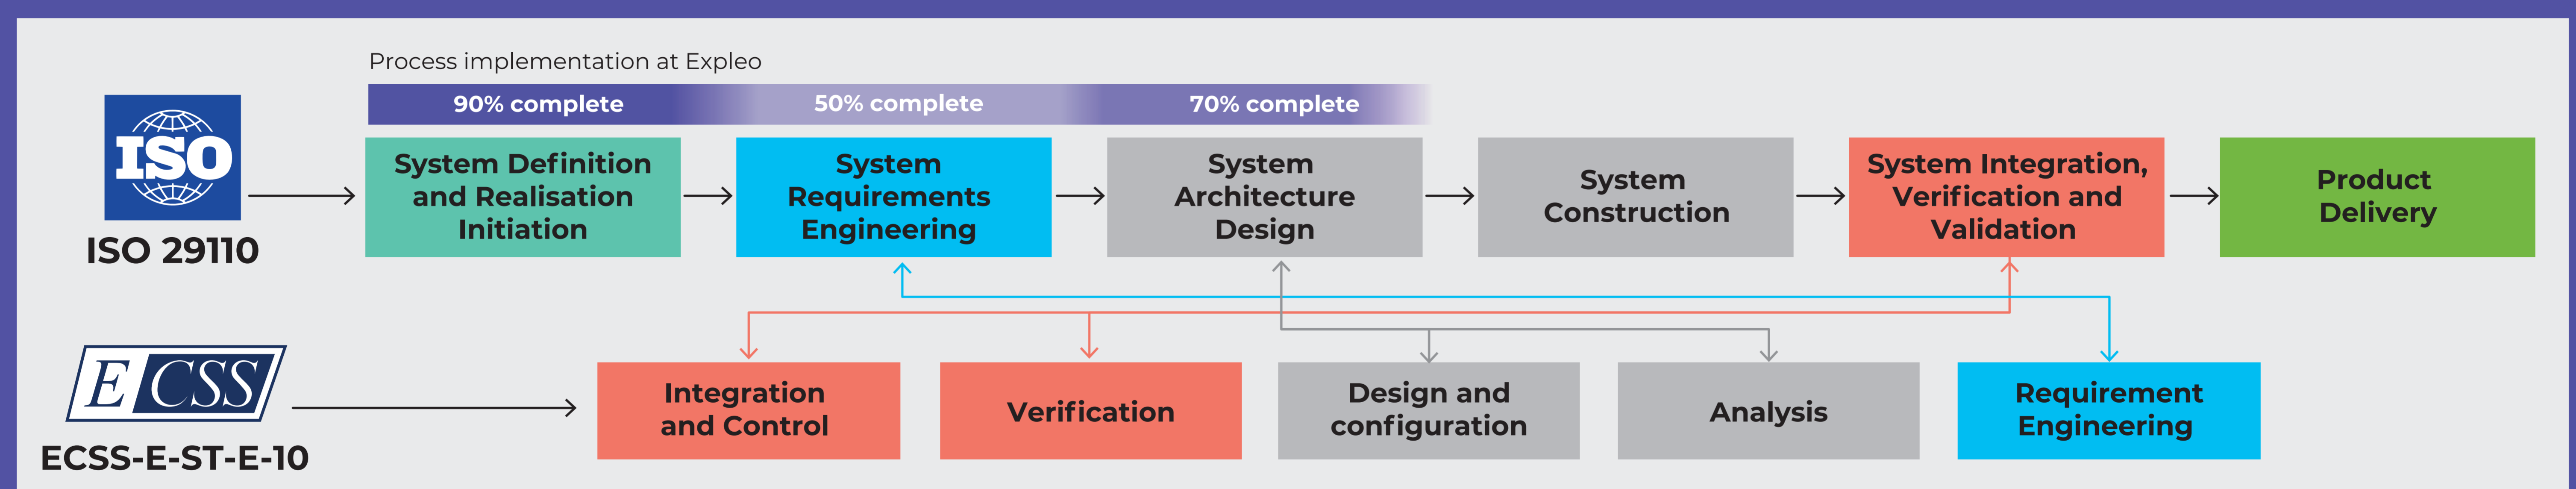 Process implementation at Expleo
90% complete
50% complete
70% complete
ISO
ISO 29110
System Definition
and Realisation
Initiation
System
Requirements
Engineering
System
Architecture
Design
System
Construction
System Integration,
Verification and
Validation
Product
Delivery
ECSS
ECSS-E-ST-E-10
Integration
and Control
Verification
Design and
configuration
Analysis
Requirement
Engineering